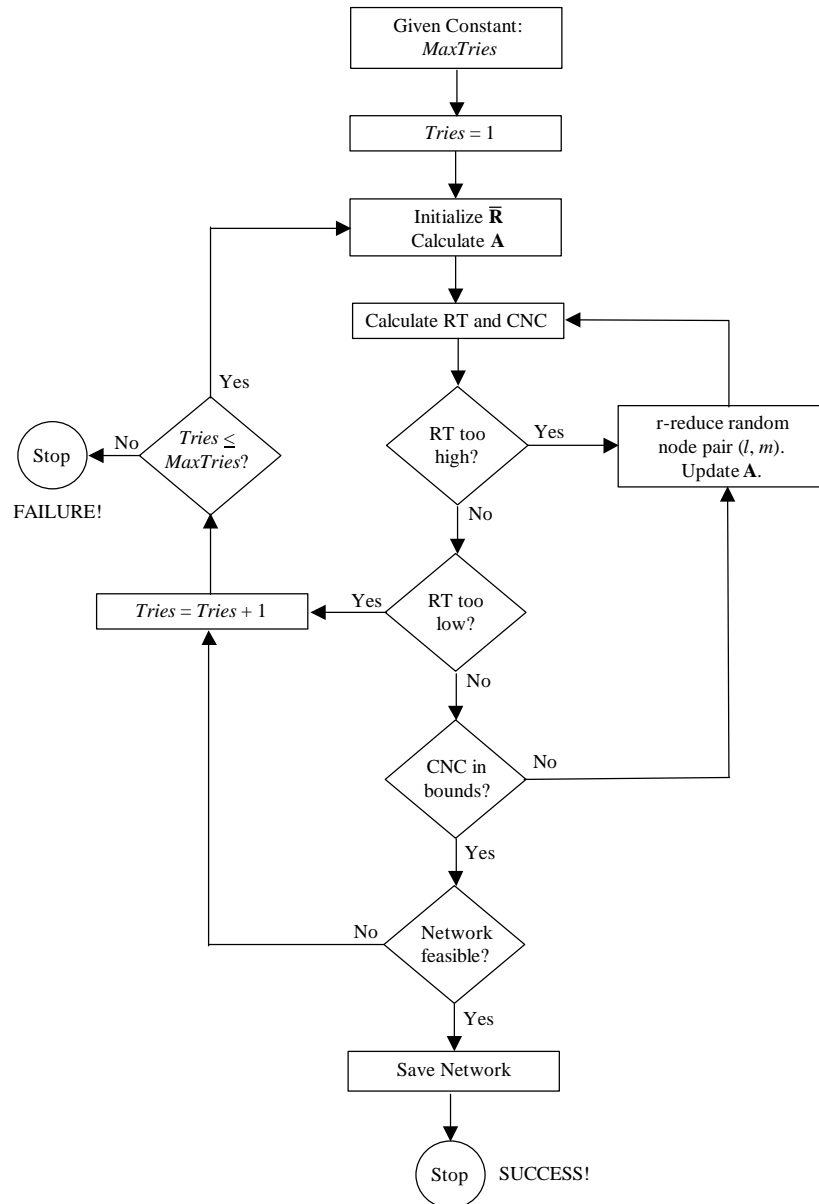 Given Constant:
MaxTries
Tries = 1
Initialize R̅
Calculate A
Calculate RT and CNC
Yes
RT too
high?
Yes
r-reduce random
node pair (l, m).
Update A.
Stop
No
Tries ≤
MaxTries?
FAILURE!
No
Tries = Tries + 1
Yes
RT too
low?
No
CNC in
bounds?
No
Yes
No
Network
feasible?
Yes
Save Network
Stop
SUCCESS!